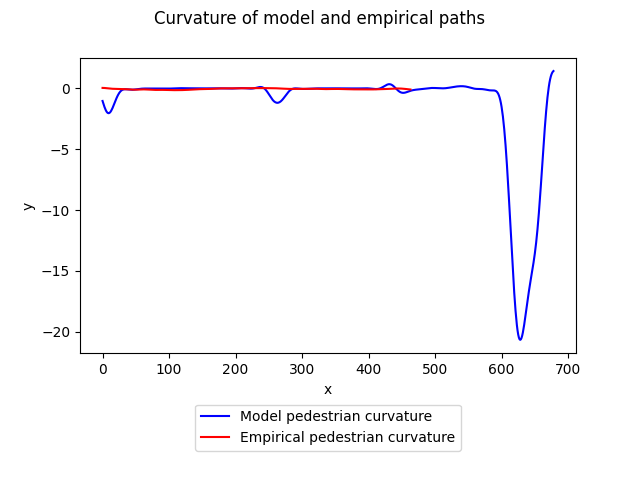 Curvature of model and empirical paths
0
−5
−10
−15
−20
y
0 100 200 300 400 500 600 700
x
Model pedestrian curvature
Empirical pedestrian curvature